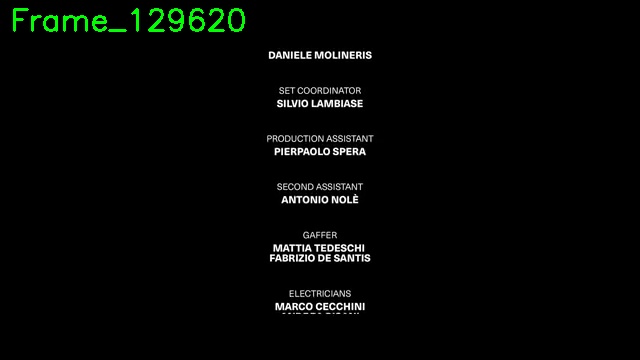 Frame_129620
DANIELE MOLINERIS
SET COORDINATOR
SILVIO LAMBIASE
PRODUCTION ASSISTANT
PIERPAOLO SPERA
SECOND ASSISTANT
ANTONIO NOLÈ
GAFFER
MATTIA TEDESCHI
FABRIZIO DE SANTIS
ELECTRICIANS
MARCO CECCHINI